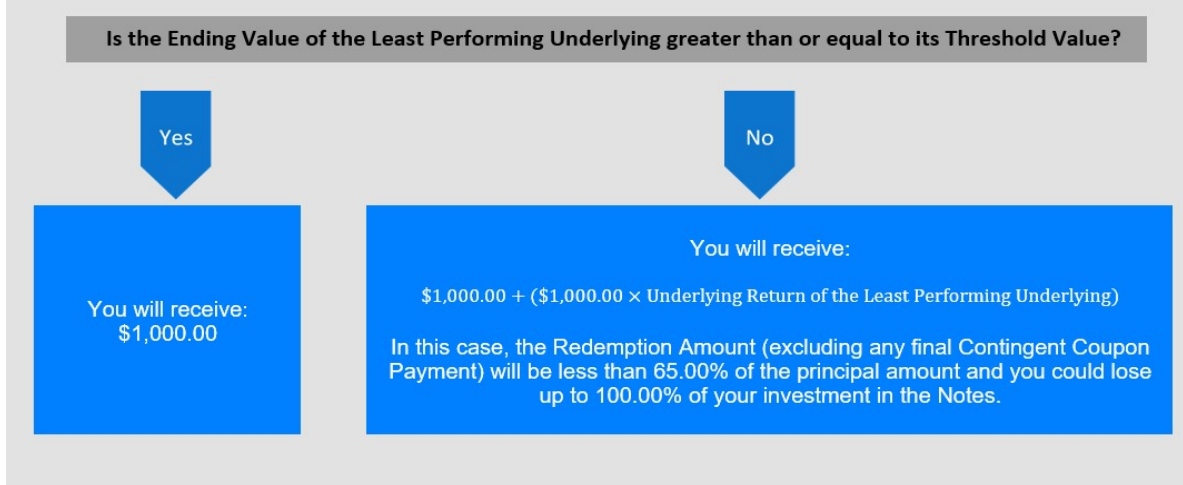 Is the Ending Value of the Least Performing Underlying greater than or equal to its Threshold Value?
Yes
No
You will receive:
$1,000.00
You will receive:
$1,000.00 + ($1,000.00 × Underlying Return of the Least Performing Underlying)
In this case, the Redemption Amount (excluding any final Contingent Coupon
Payment) will be less than 65.00% of the principal amount and you could lose
up to 100.00% of your investment in the Notes.